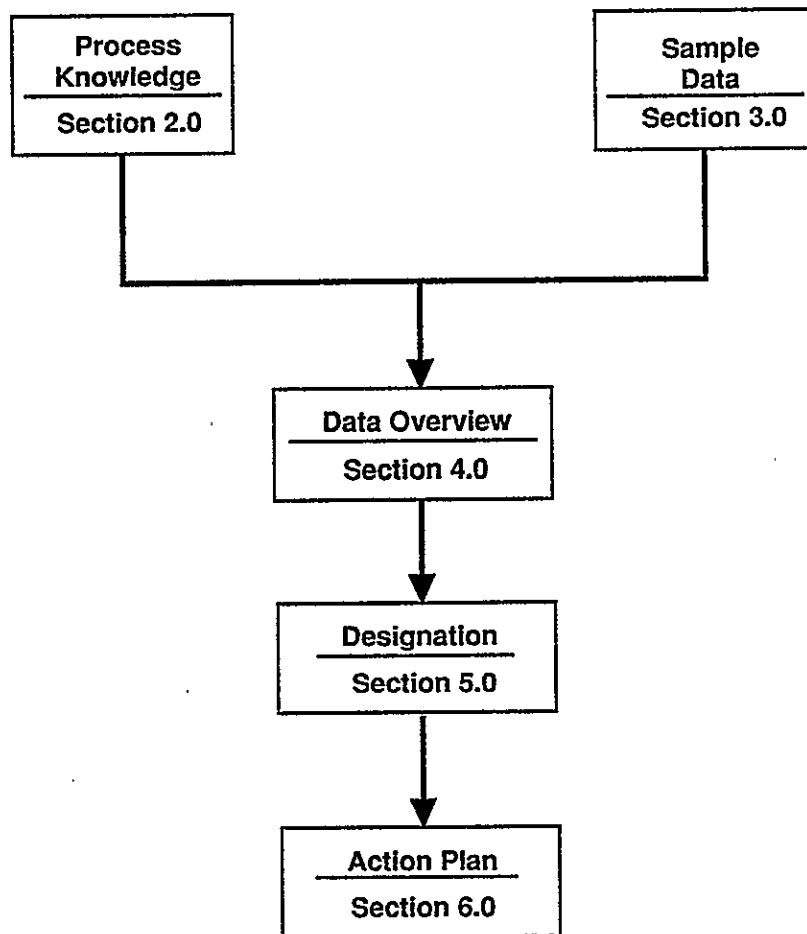 Process
Knowledge
Section 2.0
Sample
Data
Section 3.0
Data Overview
Section 4.0
Designation
Section 5.0
Action Plan
Section 6.0